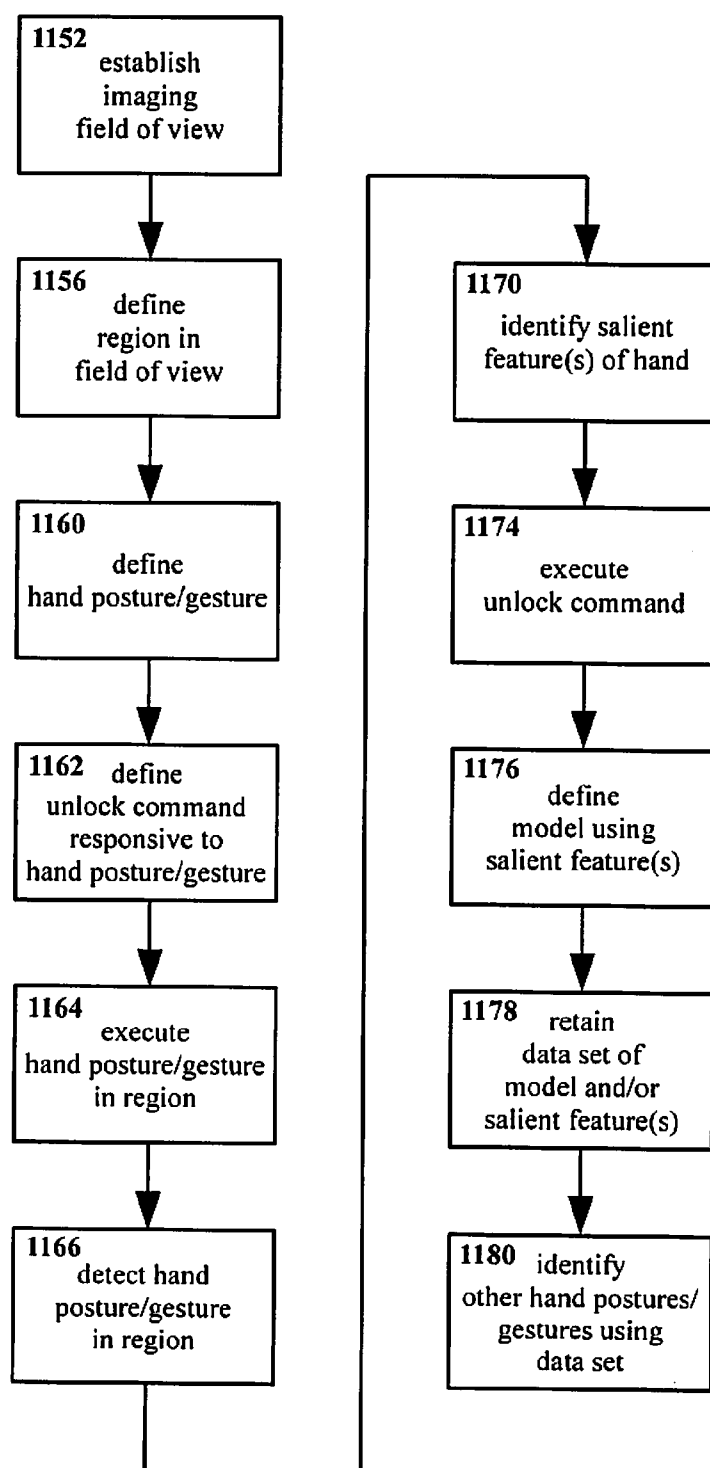 1152
establish
imaging
field of view
1156
define
region in
field of view
1160
define
hand posture/gesture
1162 define
unlock command
responsive to
hand posture/gesture
1164
execute
hand posture/gesture
in region
1166
detect hand
posture/gesture
in region
1170
identify salient
feature(s) of hand
1174
execute
unlock command
1176
define
model using
salient feature(s)
1178 retain
data set of
model and/or
salient feature(s)
1180 identify
other hand postures/
gestures using
data set